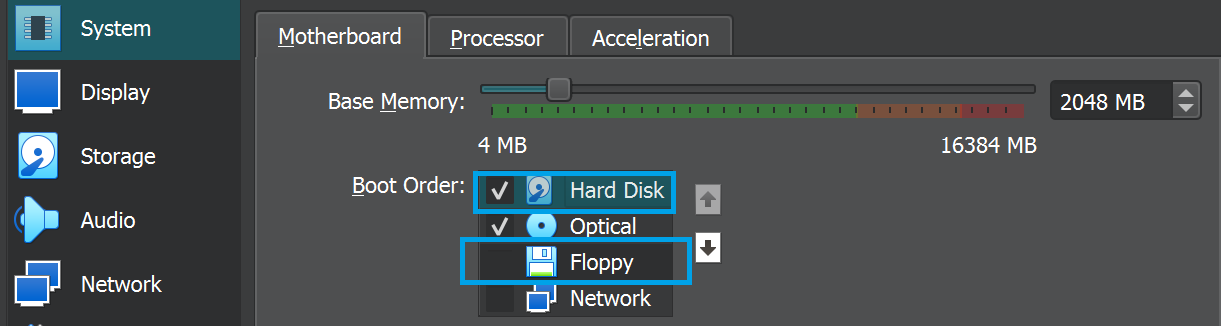 System
Display
Storage
Audio
Network
Motherboard
Processor
Acceleration
Base Memory:
2048 MB
4 MB
16384 MB
Boot Order:
Hard Disk
Optical
Floppy
Network